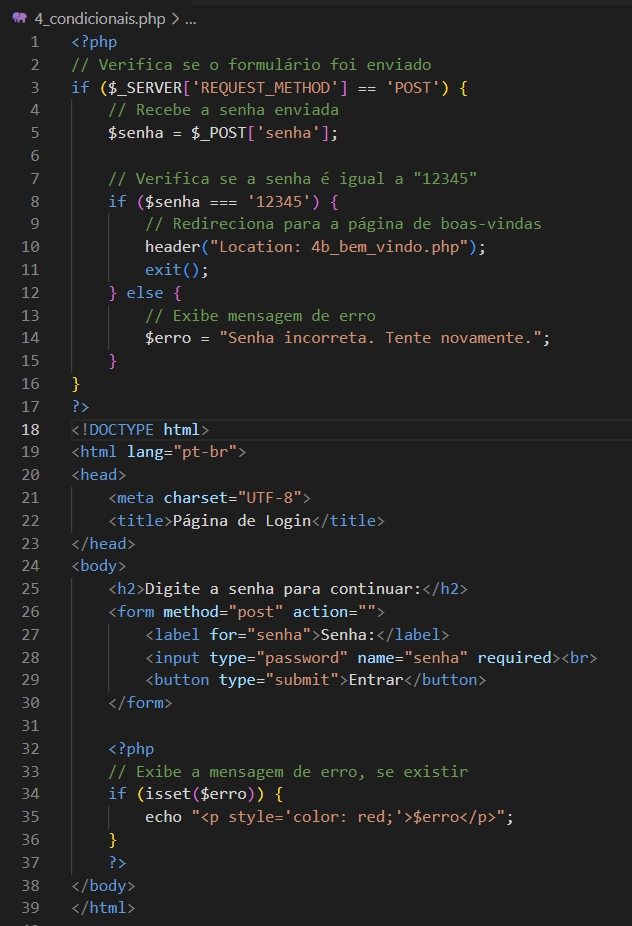 4_condicionais.php > ...
1 <?php
2 // Verifica se o formulário foi enviado
3 if ($_SERVER['REQUEST_METHOD'] == 'POST') {
4     // Recebe a senha enviada
5     $senha = $_POST['senha'];
6
7     // Verifica se a senha é igual a "12345"
8     if ($senha === '12345') {
9         // Redireciona para a página de boas-vindas
10         header("Location: 4b_bem_vindo.php");
11         exit();
12     } else {
13         // Exibe mensagem de erro
14         $erro = "Senha incorreta. Tente novamente.";
15     }
16 }
17 ?>
18 <!DOCTYPE html>
19 <html lang="pt-br">
20 <head>
21     <meta charset="UTF-8">
22     <title>Página de Login</title>
23 </head>
24 <body>
25     <h2>Digite a senha para continuar:</h2>
26     <form method="post" action="">
27         <label for="senha">Senha:</label>
28         <input type="password" name="senha" required><br>
29         <button type="submit">Entrar</button>
30     </form>
31
32     <?php
33     // Exibe a mensagem de erro, se existir
34     if (isset($erro)) {
35         echo "<p style='color: red;'>$erro</p>";
36     }
37     ?>
38 </body>
39 </html>